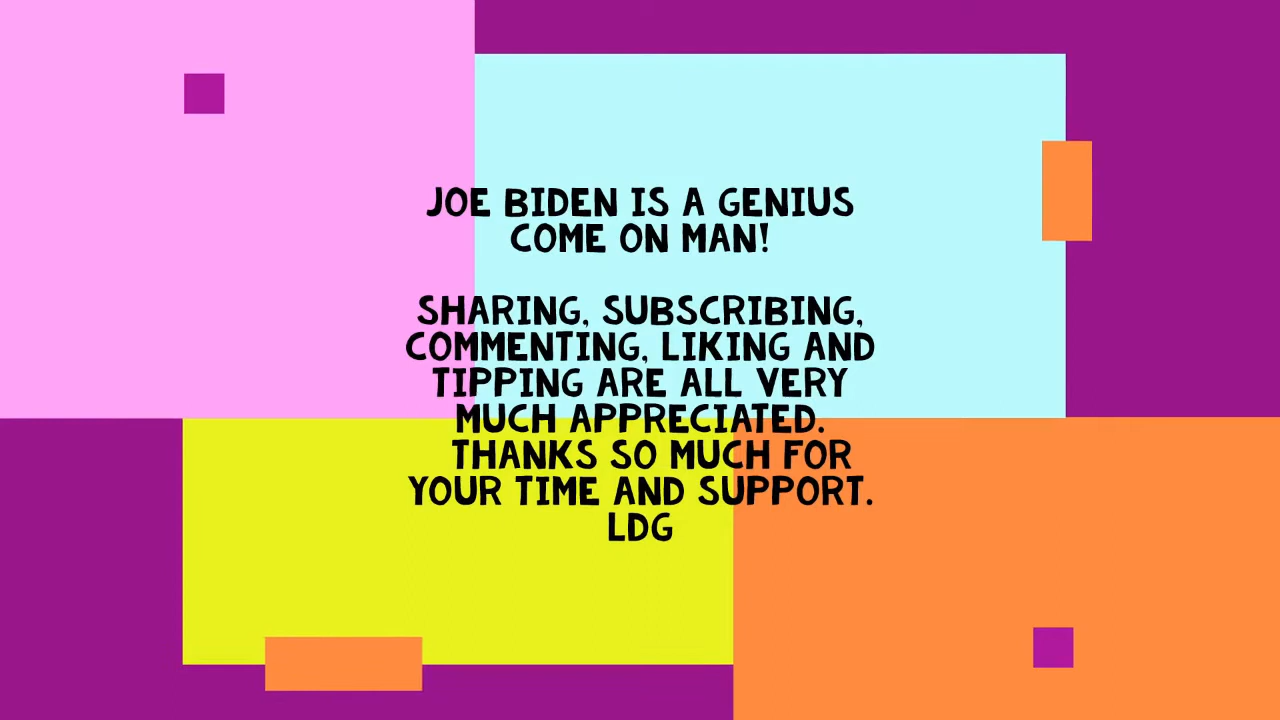 JOE BIDEN IS A GENIUS
COME ON MAN!
SHARING, SUBSCRIBING,
COMMENTING, LIKING AND
TIPPING ARE ALL VERY
MUCH APPRECIATED.
THANKS SO MUCH FOR
YOUR TIME AND SUPPORT.
LDG